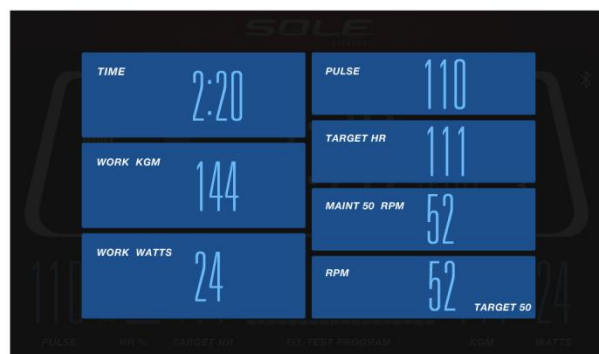 SOLE
TIME
2:20
WORK KGM
144
WORK WATTS
24
PULSE
110
TARGET HR
111
MAINT 50 RPM
52
RPM
52
TARGET 50
110
24
PULSE
HR %
TARGET HR
FIT-TEST PROGRAM
KGM
WATTS